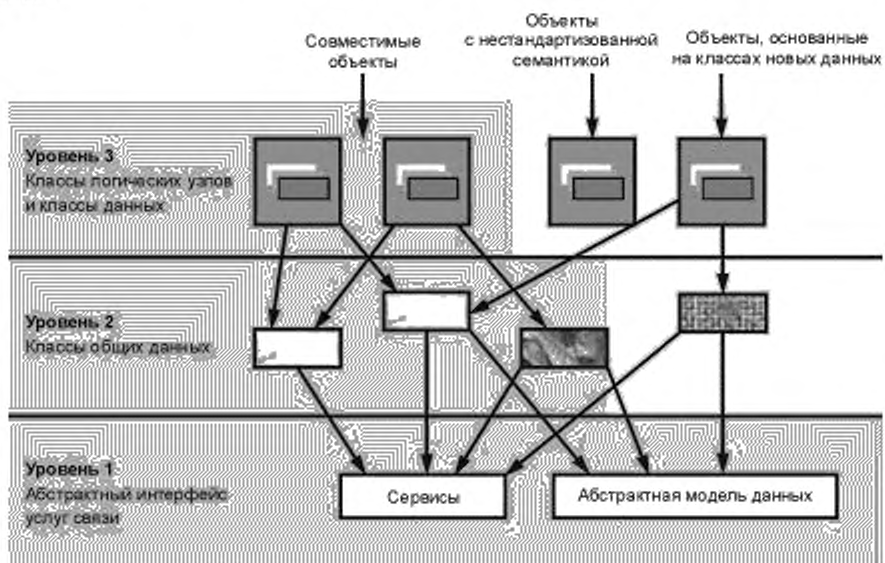 Совместимые
объекты
Объекты
с нестандартизованной
семантикой
Объекты, основанные
на классах новых данных
Уровень 3
Классы логических узлов
и классы данных
Уровень 2
Классы общих данных
Уровень 1
Абстрактный интерфейс
услуг связи
Сервисы
Абстрактная модель данных